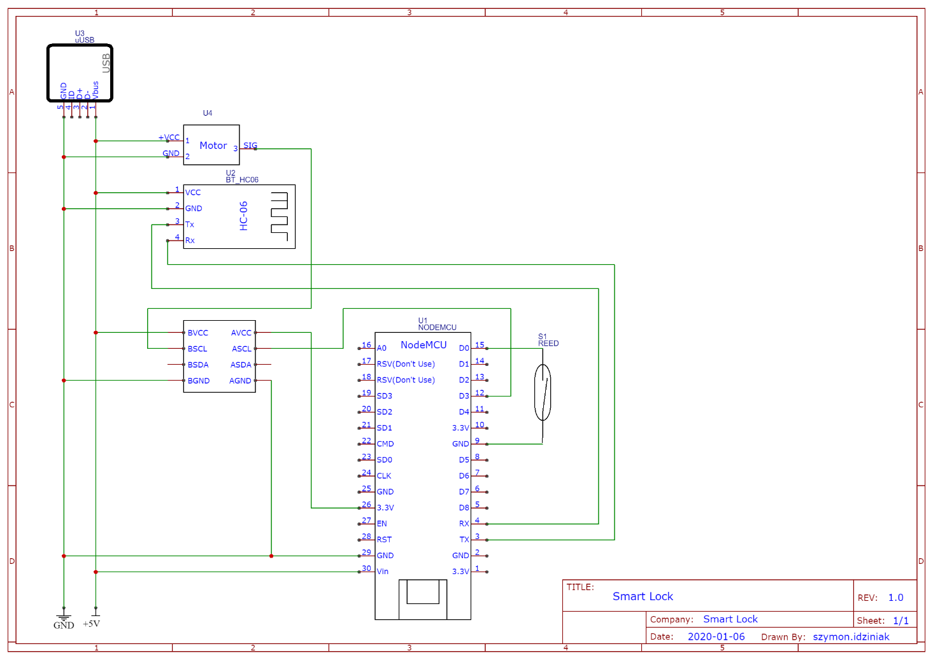 1 2 3 4 5
A A
B B
C C
D D
U3
uUSB
USB
GND
ID
D+
D-
Vbus
5 4 3 2 1
U4
+VCC 1
Motor 3 SIG
GND 2
U2
BT_HC06
1 VCC
2 GND
3 Tx
4 Rx
HC-06
BVCC AVCC
BSCL ASCL
BSDA ASDA
BGND AGND
U1
NODEMCU
NodeMCU
16 A0 D0 15
17 RSV(Don't Use) D1 14
18 RSV(Don't Use) D2 13
19 SD3 D3 12
20 SD2 D4 11
21 SD1 3.3V 10
22 CMD GND 9
23 SD0 D5 8
24 CLK D6 7
25 GND D7 6
26 3.3V D8 5
27 EN RX 4
28 RST TX 3
29 GND GND 2
30 Vin 3.3V 1
S1
REED
GND +5V
TITLE:
Smart Lock
REV: 1.0
Company: Smart Lock
Sheet: 1/1
Date: 2020-01-06 Drawn By: szymon.idziniak
1 2 3 4 5